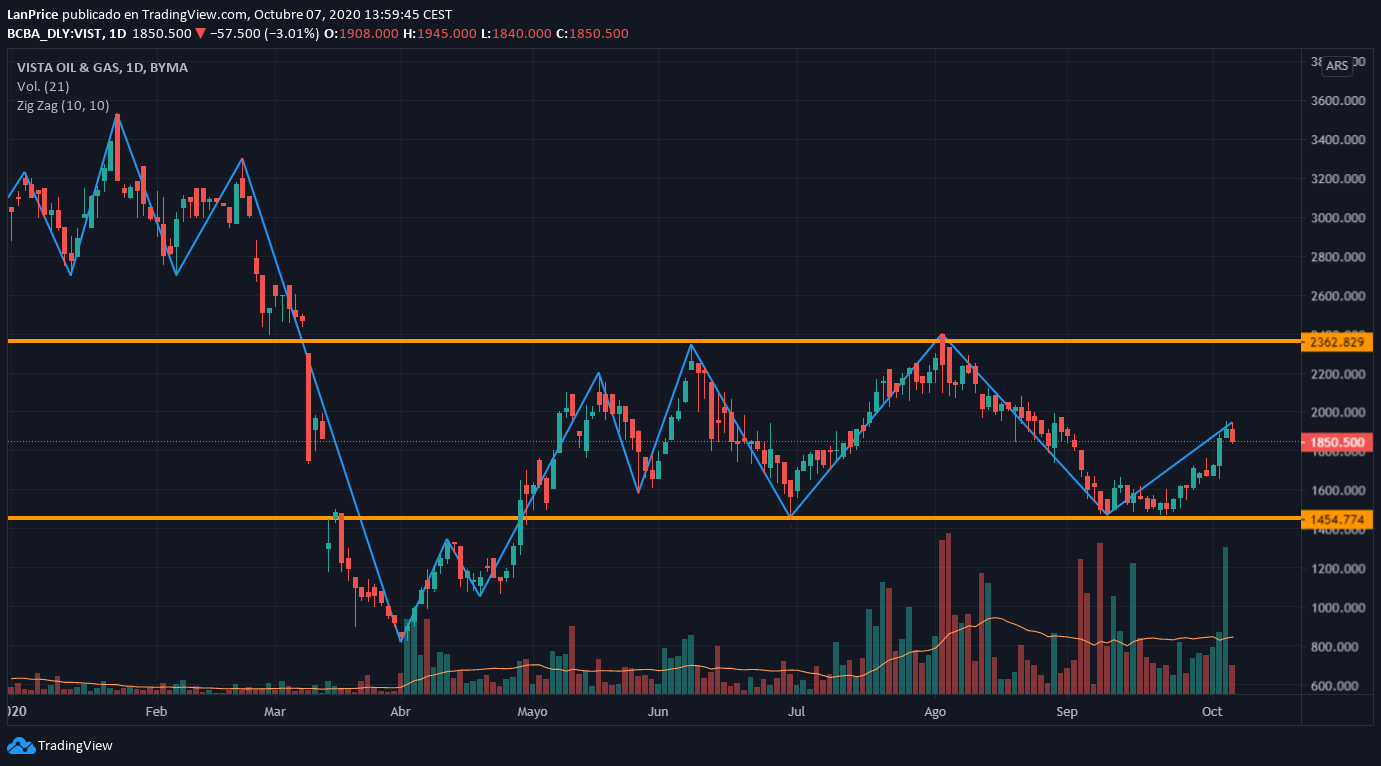 LanPrice publicado en TradingView.com, Octubre 07, 2020 13:59:45 CEST
BCBA_DLY:VIST, 1D 1850.500 ▼ −57.500 (−3.01%) O:1908.000 H:1945.000 L:1840.000 C:1850.500
VISTA OIL & GAS, 1D, BYMA
Vol. (21)
Zig Zag (10, 10)
ARS
3600.000
3400.000
3200.000
3000.000
2800.000
2600.000
2362.829
2200.000
2000.000
1850.500
1600.000
1454.774
1200.000
1000.000
800.000
600.000
Feb Mar Abr Mayo Jun Jul Ago Sep Oct
TradingView